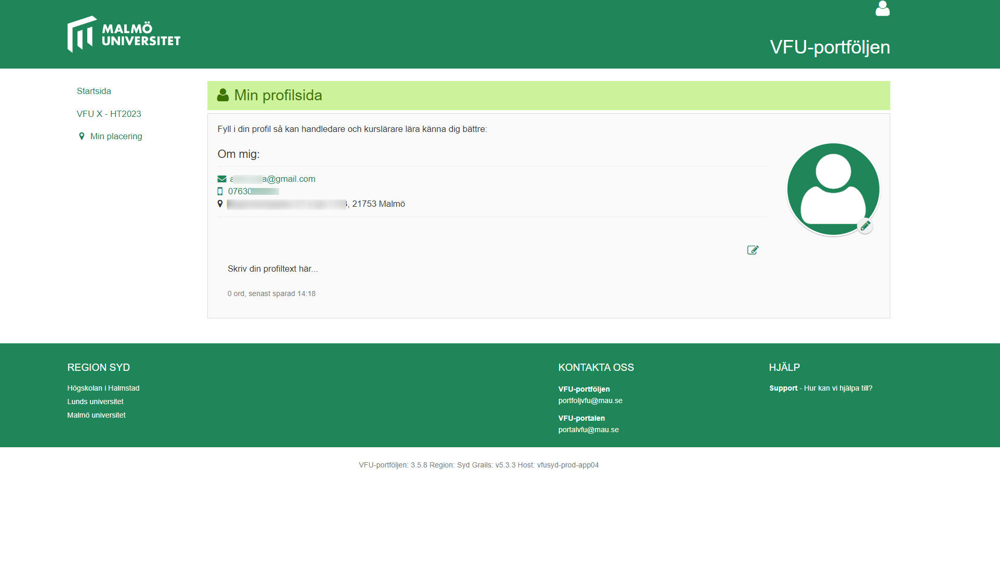 MALMÖ
UNIVERSITET
VFU-portföljen
Startsida
VFU X - HT2023
Min placering
Min profilsida
Fyll i din profil så kan handledare och kurslärare lära känna dig bättre:
Om mig:
a@gmail.com
0763
, 21753 Malmö
Skriv din profiltext här...
0 ord, senast sparad 14:18
REGION SYD
Högskolan i Halmstad
Lunds universitet
Malmö universitet
KONTAKTA OSS
VFU-portföljen
portfoljvfu@mau.se
VFU-portalen
portalvfu@mau.se
HJÄLP
Support - Hur kan vi hjälpa till?
VFU-portföljen: 3.5.8 Region: Syd Grails: v5.3.3 Host: vfusyd-prod-app04